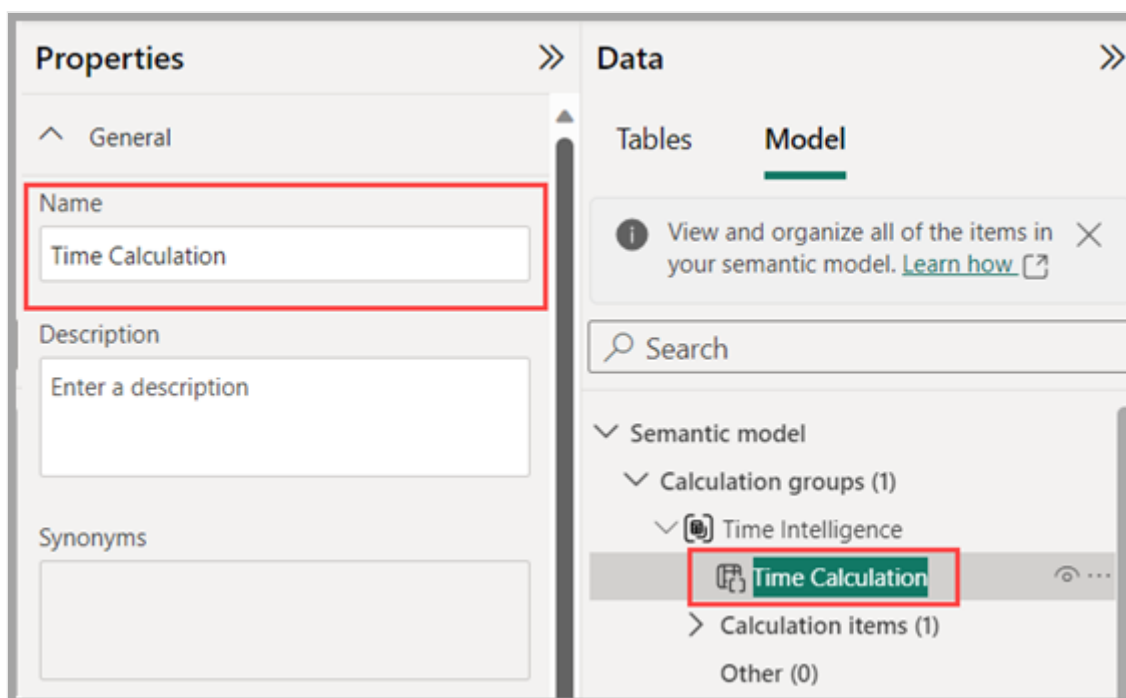 Properties
General
Name
Time Calculation
Description
Enter a description
Synonyms
Data
Tables
Model
View and organize all of the items in
your semantic model. Learn how
Search
Semantic model
Calculation groups (1)
Time Intelligence
Time Calculation
Calculation items (1)
Other (0)